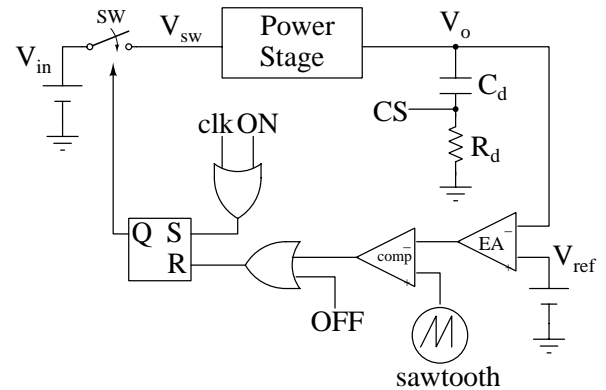 SW
V_in
V_sw
Power
Stage
V_o
C_d
CS
R_d
clk ON
Q S
R
comp
−
+
EA
−
+
V_ref
OFF
sawtooth